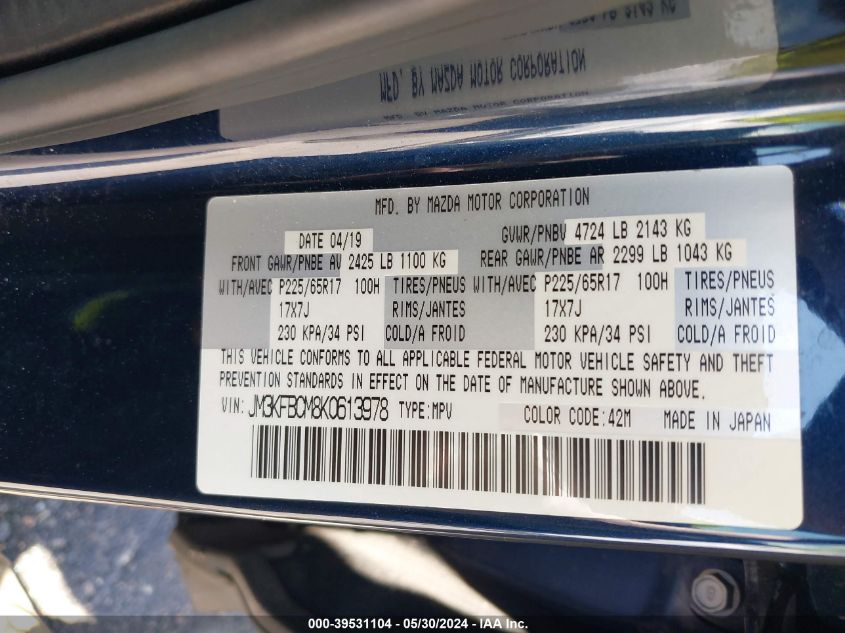 MFD. BY MAZDA MOTOR CORPORATION
MFD. BY MAZDA MOTOR CORPORATION
DATE 04/19 GVWR/PNBV 4724 LB 2143 KG
FRONT GAWR/PNBE AV 2425 LB 1100 KG REAR GAWR/PNBE AR 2299 LB 1043 KG
WITH/AVEC P225/65R17 100H TIRES/PNEUS WITH/AVEC P225/65R17 100H TIRES/PNEUS
17X7J RIMS/JANTES 17X7J RIMS/JANTES
230 KPA/34 PSI COLD/A FROID 230 KPA/34 PSI COLD/A FROID
THIS VEHICLE CONFORMS TO ALL APPLICABLE FEDERAL MOTOR VEHICLE SAFETY AND THEFT
PREVENTION STANDARDS IN EFFECT ON THE DATE OF MANUFACTURE SHOWN ABOVE.
VIN: JM3KFBCM8K0613978 TYPE:MPV COLOR CODE:42M MADE IN JAPAN
000-39531104 - 05/30/2024 - IAA Inc.